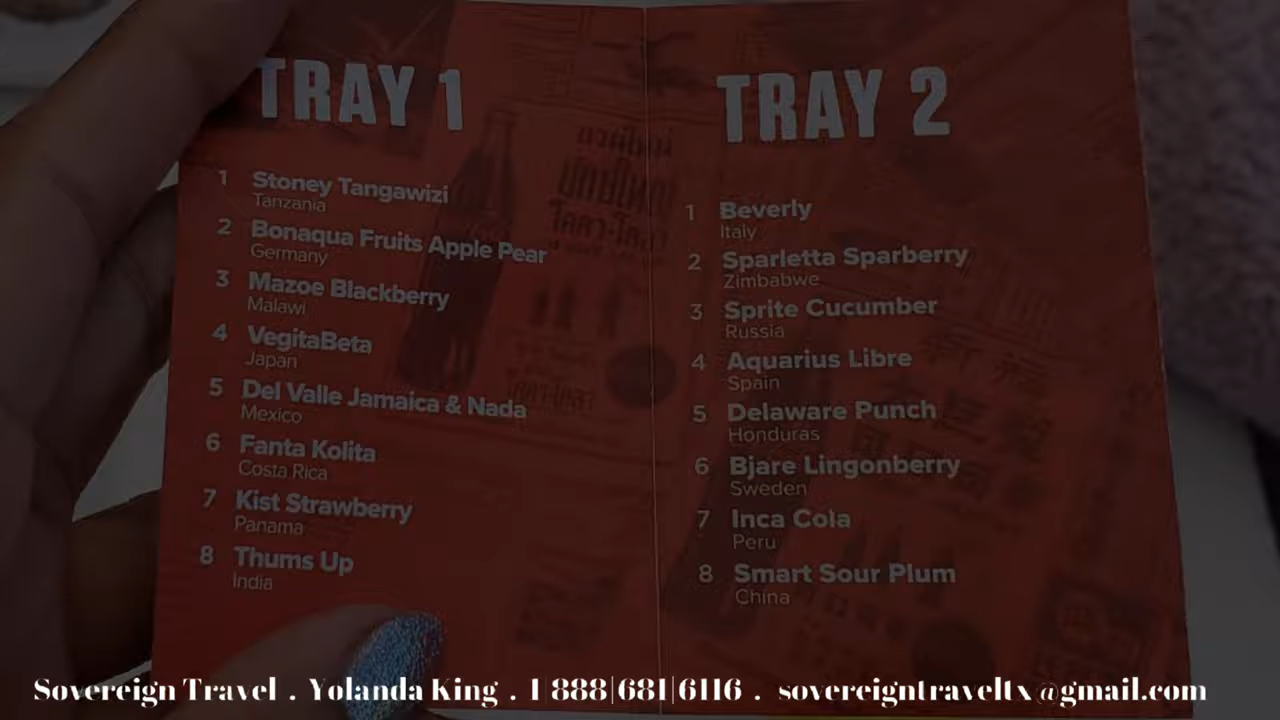 TRAY 1
1 Stoney Tangawizi
Tanzania
2 Bonaqua Fruits Apple Pear
Germany
3 Mazoe Blackberry
Malawi
4 VegitaBeta
Japan
5 Del Valle Jamaica & Nada
Mexico
6 Fanta Kolita
Costa Rica
7 Kist Strawberry
Panama
8 Thums Up
India
TRAY 2
1 Beverly
Italy
2 Sparletta Sparberry
Zimbabwe
3 Sprite Cucumber
Russia
4 Aquarius Libre
Spain
5 Delaware Punch
Honduras
6 Bjare Lingonberry
Sweden
7 Inca Cola
Peru
8 Smart Sour Plum
China
Sovereign Travel . Yolanda King . 1|888|681|6116 . sovereigntraveltx@gmail.com